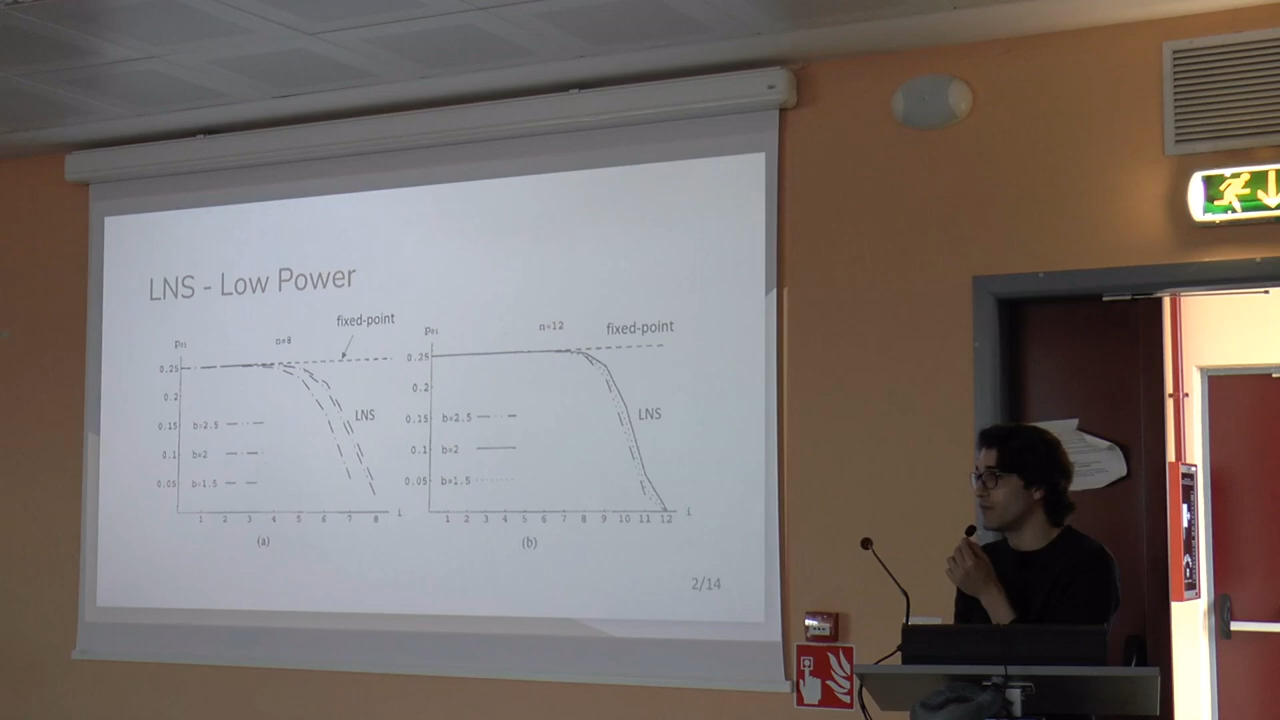 LNS - Low Power
fixed-point
P01
n=8
0.25
0.2
0.15
0.1
0.05
b=2.5
b=2
b=1.5
LNS
1 2 3 4 5 6 7 8 i
(a)
P01
n=12
fixed-point
0.25
0.2
0.15
0.1
0.05
b=2.5
b=2
b=1.5
LNS
1 2 3 4 5 6 7 8 9 10 11 12 i
(b)
2/14